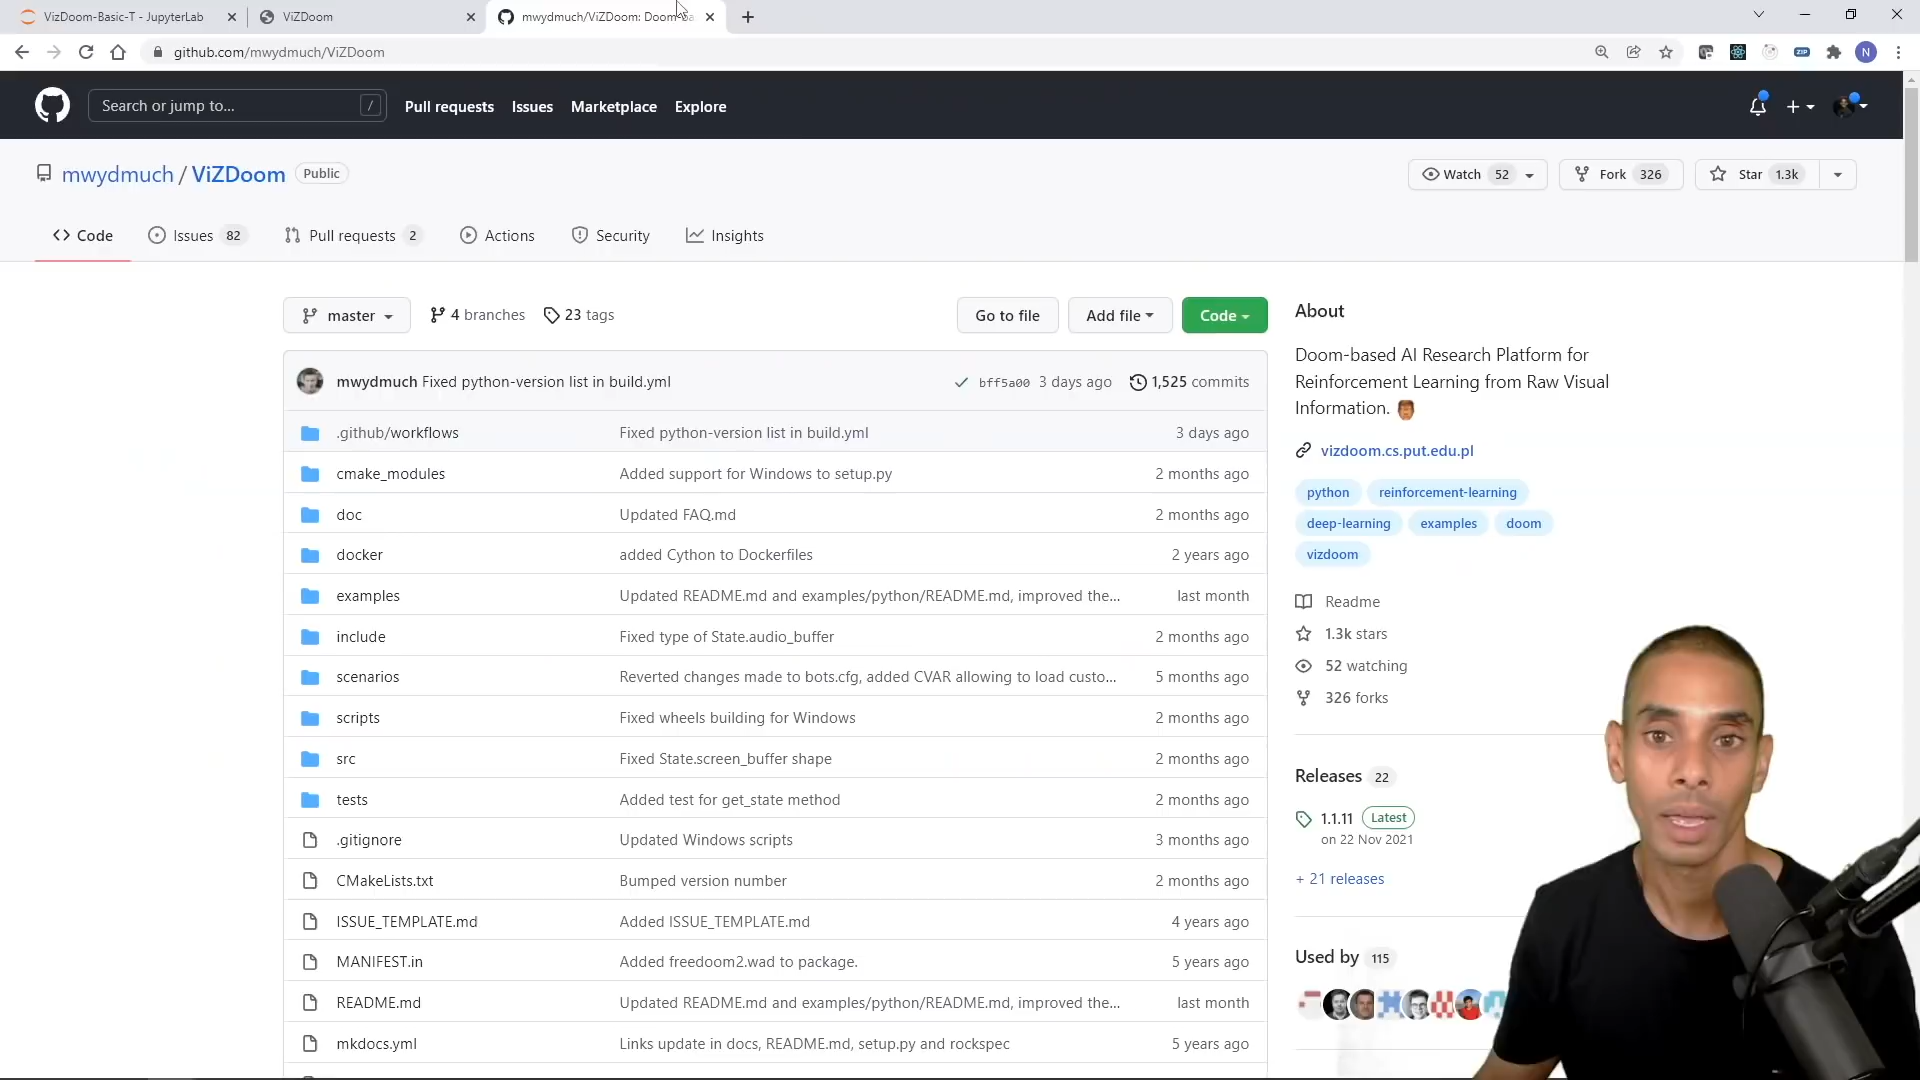 VizDoom-Basic-T - JupyterLab
ViZDoom
mwydmuch/ViZDoom: Doom-ba
github.com/mwydmuch/ViZDoom
ZIP
N
Search or jump to...
/
Pull requests
Issues
Marketplace
Explore
mwydmuch / ViZDoom
Public
Watch 52
Fork 326
Star 1.3k
Code
Issues 82
Pull requests 2
Actions
Security
Insights
master
4 branches
23 tags
Go to file
Add file
Code
mwydmuch Fixed python-version list in build.yml
bff5a00 3 days ago
1,525 commits
.github/workflows Fixed python-version list in build.yml 3 days ago
cmake_modules Added support for Windows to setup.py 2 months ago
doc Updated FAQ.md 2 months ago
docker added Cython to Dockerfiles 2 years ago
examples Updated README.md and examples/python/README.md, improved the... last month
include Fixed type of State.audio_buffer 2 months ago
scenarios Reverted changes made to bots.cfg, added CVAR allowing to load custo... 5 months ago
scripts Fixed wheels building for Windows 2 months ago
src Fixed State.screen_buffer shape 2 months ago
tests Added test for get_state method 2 months ago
.gitignore Updated Windows scripts 3 months ago
CMakeLists.txt Bumped version number 2 months ago
ISSUE_TEMPLATE.md Added ISSUE_TEMPLATE.md 4 years ago
MANIFEST.in Added freedoom2.wad to package. 5 years ago
README.md Updated README.md and examples/python/README.md, improved the... last month
mkdocs.yml Links update in docs, README.md, setup.py and rockspec 5 years ago
About
Doom-based AI Research Platform for
Reinforcement Learning from Raw Visual
Information.
vizdoom.cs.put.edu.pl
python reinforcement-learning
deep-learning examples doom
vizdoom
Readme
1.3k stars
52 watching
326 forks
Releases 22
1.1.11 Latest
on 22 Nov 2021
+ 21 releases
Used by 115